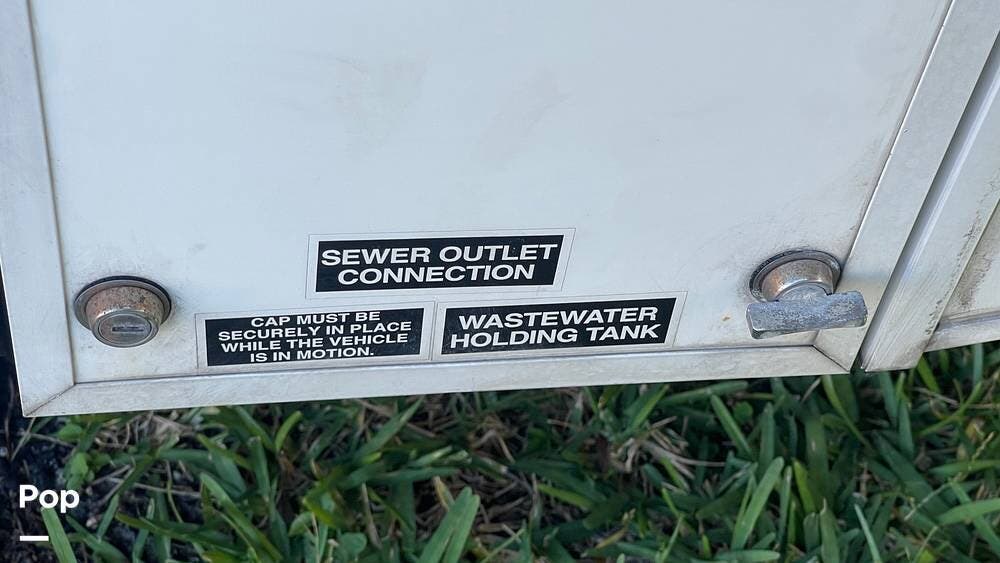 SEWER OUTLET
CONNECTION
CAP MUST BE
SECURELY IN PLACE
WHILE THE VEHICLE
IS IN MOTION.
WASTEWATER
HOLDING TANK
Pop